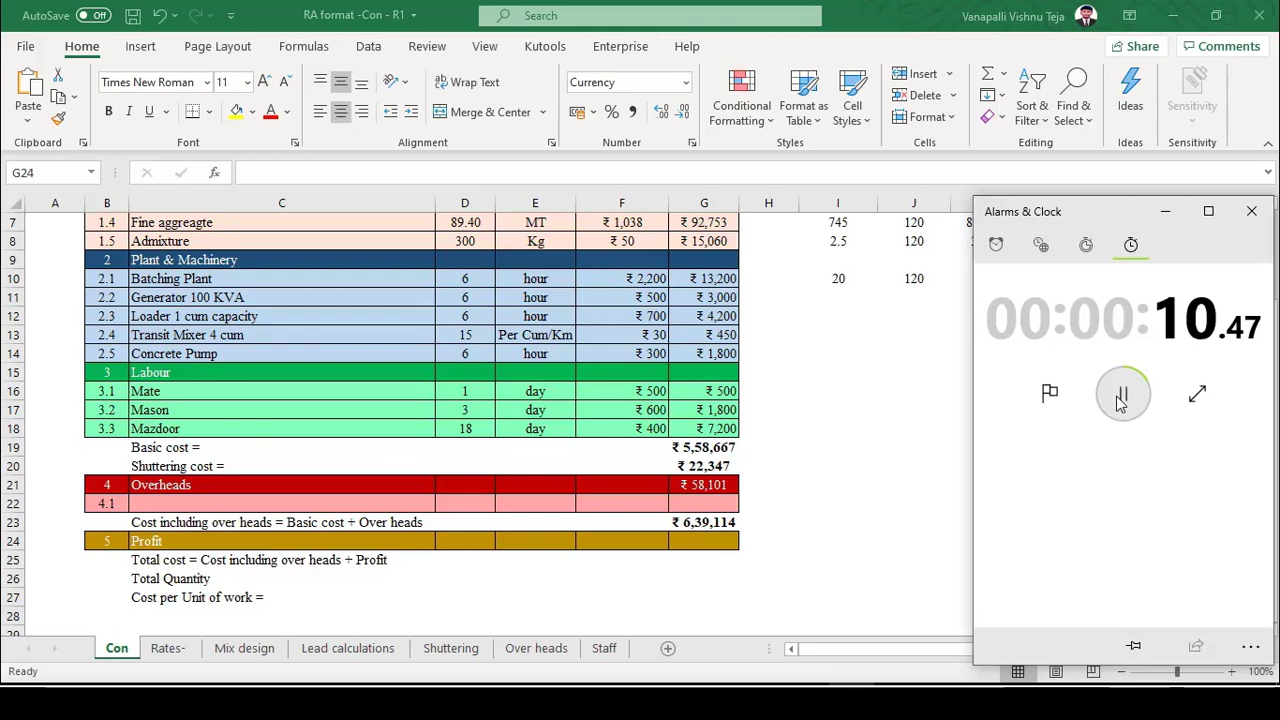 AutoSave Off RA format -Con - R1 Search Vanapalli Vishnu Teja
File Home Insert Page Layout Formulas Data Review View Kutools Enterprise Help Share Comments
Times New Roman 11 Wrap Text Currency Insert
Paste Conditional Formatting Format as Table Cell Styles Delete Sort & Filter Find & Select Ideas Sensitivity
B I U A Merge & Center % Format
Clipboard Font Alignment Number Styles Cells Editing Ideas Sensitivity
G24 fx
A B C D E F G H I J
7 1.4 Fine aggreagte 89.40 MT ₹ 1,038 ₹ 92,753 745 120
8 1.5 Admixture 300 Kg ₹ 50 ₹ 15,060 2.5 120
9 2 Plant & Machinery
10 2.1 Batching Plant 6 hour ₹ 2,200 ₹ 13,200 20 120
11 2.2 Generator 100 KVA 6 hour ₹ 500 ₹ 3,000
12 2.3 Loader 1 cum capacity 6 hour ₹ 700 ₹ 4,200
13 2.4 Transit Mixer 4 cum 15 Per Cum/Km ₹ 30 ₹ 450
14 2.5 Concrete Pump 6 hour ₹ 300 ₹ 1,800
15 3 Labour
16 3.1 Mate 1 day ₹ 500 ₹ 500
17 3.2 Mason 3 day ₹ 600 ₹ 1,800
18 3.3 Mazdoor 18 day ₹ 400 ₹ 7,200
19 Basic cost = ₹ 5,58,667
20 Shuttering cost = ₹ 22,347
21 4 Overheads ₹ 58,101
22 4.1
23 Cost including over heads = Basic cost + Over heads ₹ 6,39,114
24 5 Profit
25 Total cost = Cost including over heads + Profit
26 Total Quantity
27 Cost per Unit of work =
28
Alarms & Clock
00:00:10.47
Con Rates- Mix design Lead calculations Shuttering Over heads Staff
Ready 100%